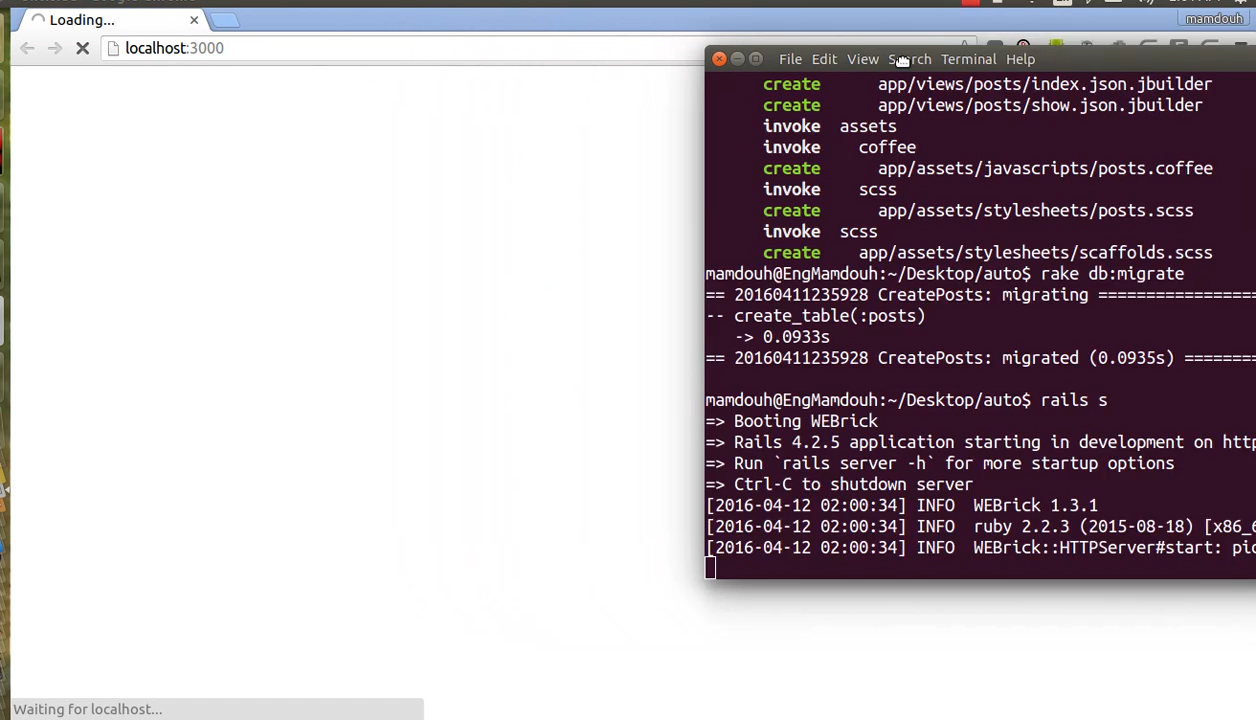 Loading...
mamdouh
localhost:3000
File Edit View Search Terminal Help
create app/views/posts/index.json.jbuilder
create app/views/posts/show.json.jbuilder
invoke assets
invoke coffee
create app/assets/javascripts/posts.coffee
invoke scss
create app/assets/stylesheets/posts.scss
invoke scss
create app/assets/stylesheets/scaffolds.scss
mamdouh@EngMamdouh:~/Desktop/auto$ rake db:migrate
== 20160411235928 CreatePosts: migrating =================
-- create_table(:posts)
-> 0.0933s
== 20160411235928 CreatePosts: migrated (0.0935s) ========
mamdouh@EngMamdouh:~/Desktop/auto$ rails s
=> Booting WEBrick
=> Rails 4.2.5 application starting in development on http
=> Run `rails server -h` for more startup options
=> Ctrl-C to shutdown server
[2016-04-12 02:00:34] INFO WEBrick 1.3.1
[2016-04-12 02:00:34] INFO ruby 2.2.3 (2015-08-18) [x86_6
[2016-04-12 02:00:34] INFO WEBrick::HTTPServer#start: pid
Waiting for localhost...